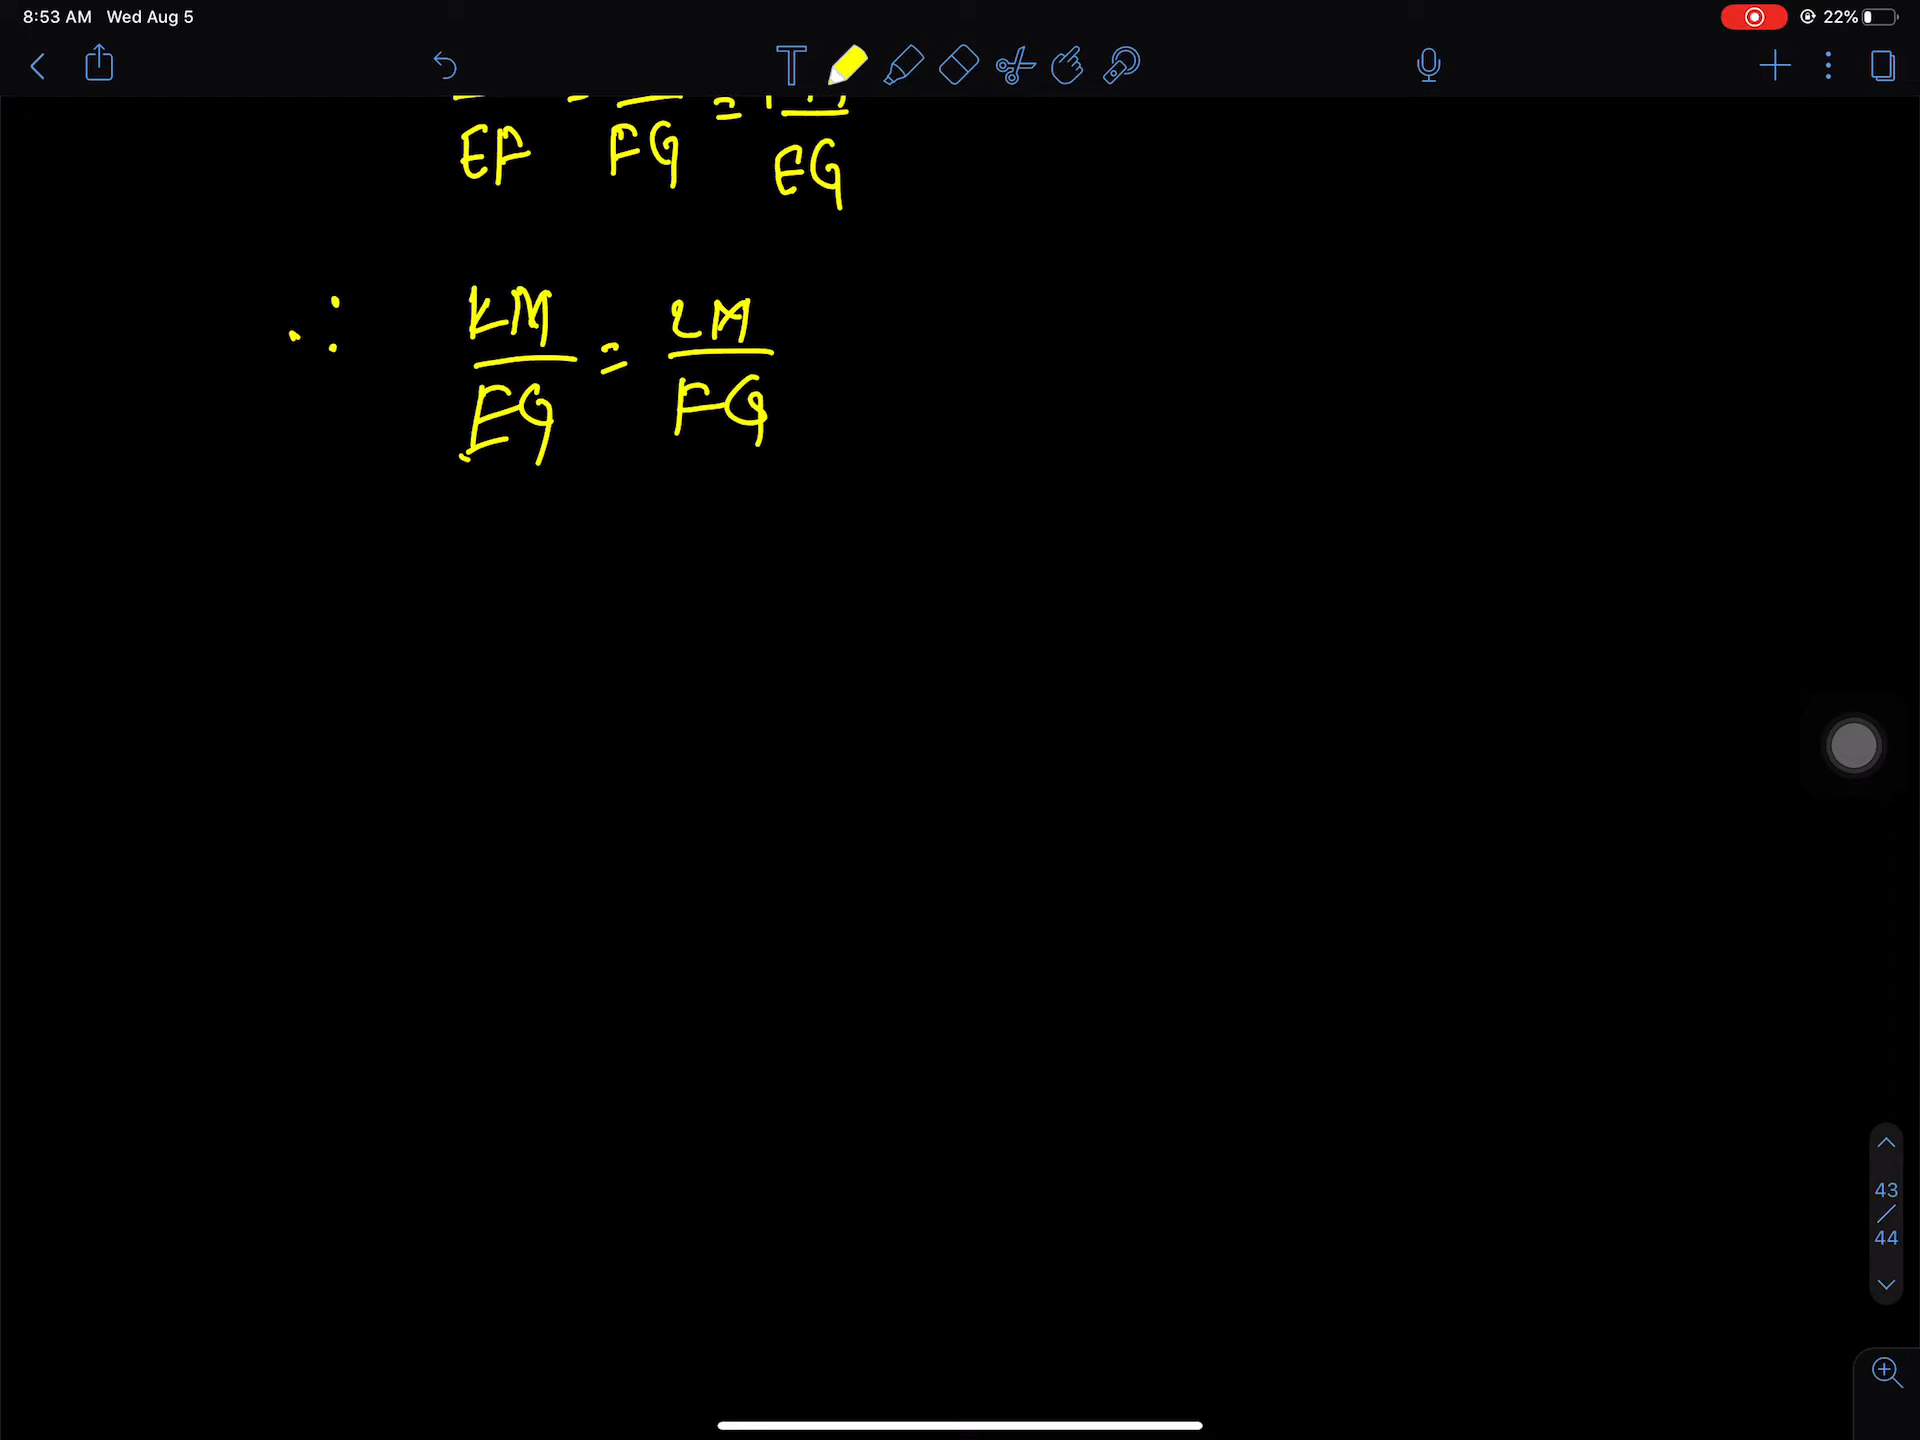 8:53 AM Wed Aug 5 22%
EF FG = EG
∴ KM/EG = LM/FG
43
/
44